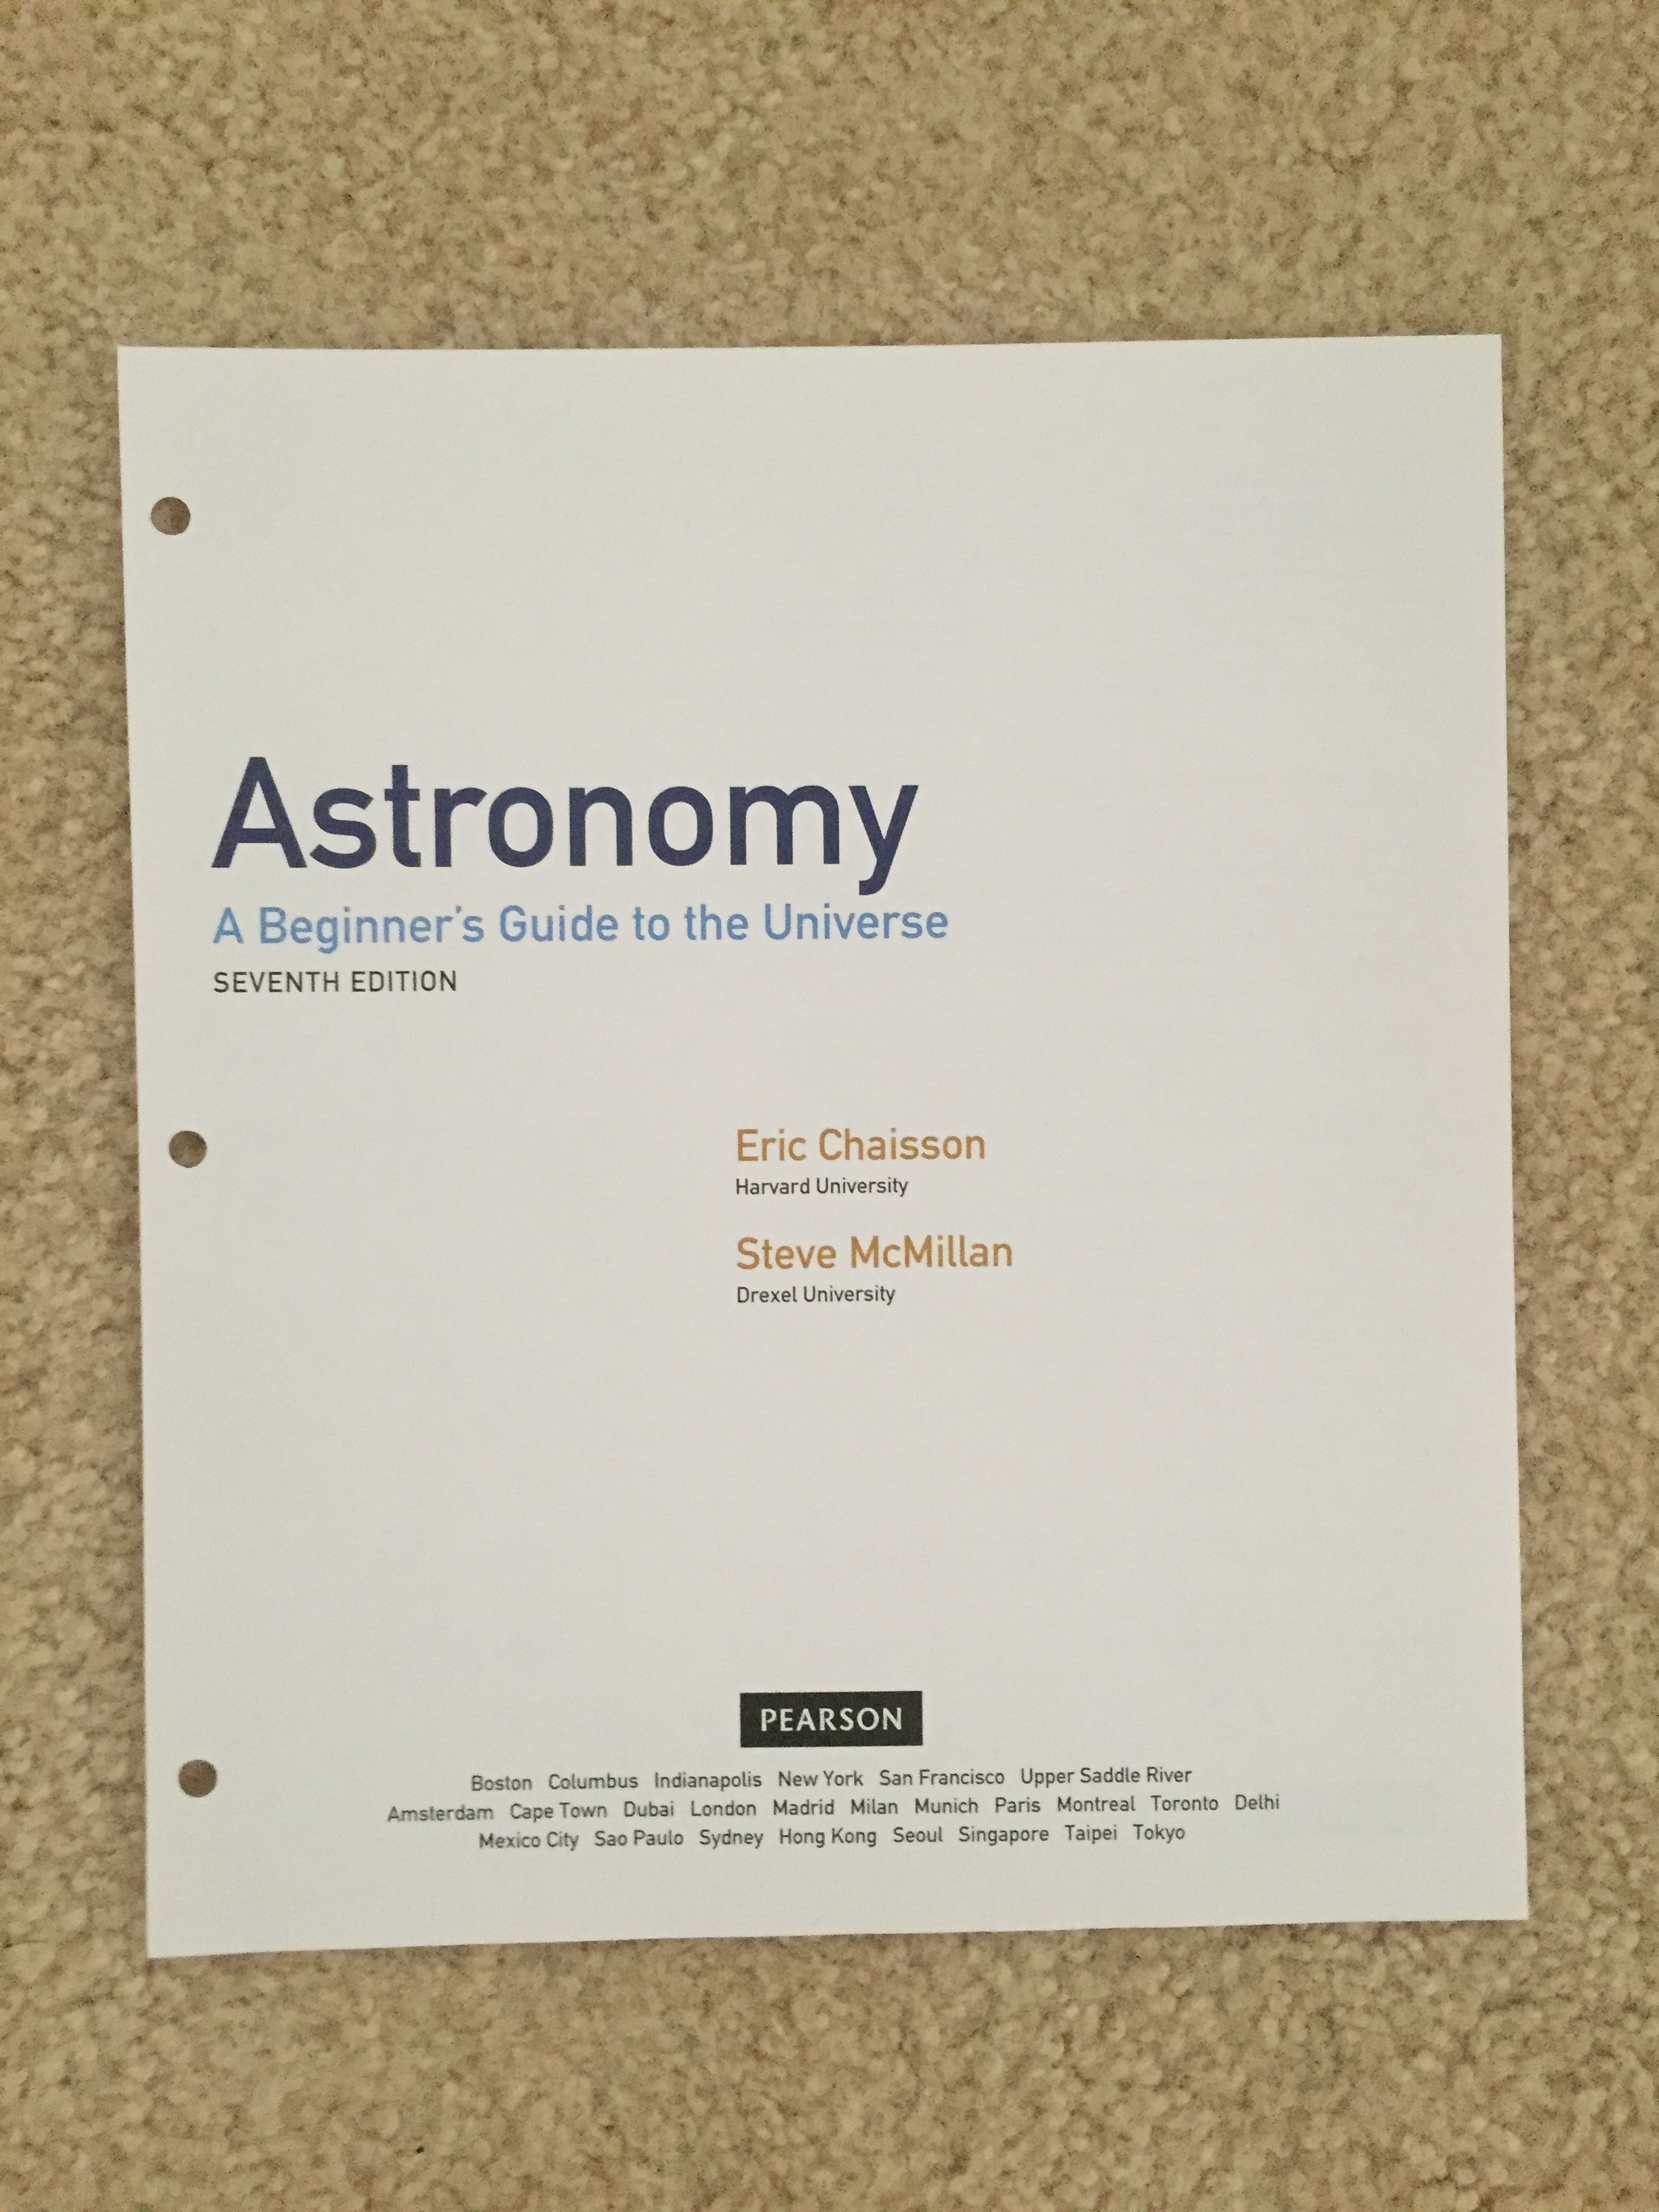 Astronomy
A Beginner's Guide to the Universe
SEVENTH EDITION
Eric Chaisson
Harvard University
Steve McMillan
Drexel University
PEARSON
Boston Columbus Indianapolis New York San Francisco Upper Saddle River
Amsterdam Cape Town Dubai London Madrid Milan Munich Paris Montreal Toronto Delhi
Mexico City Sao Paulo Sydney Hong Kong Seoul Singapore Taipei Tokyo